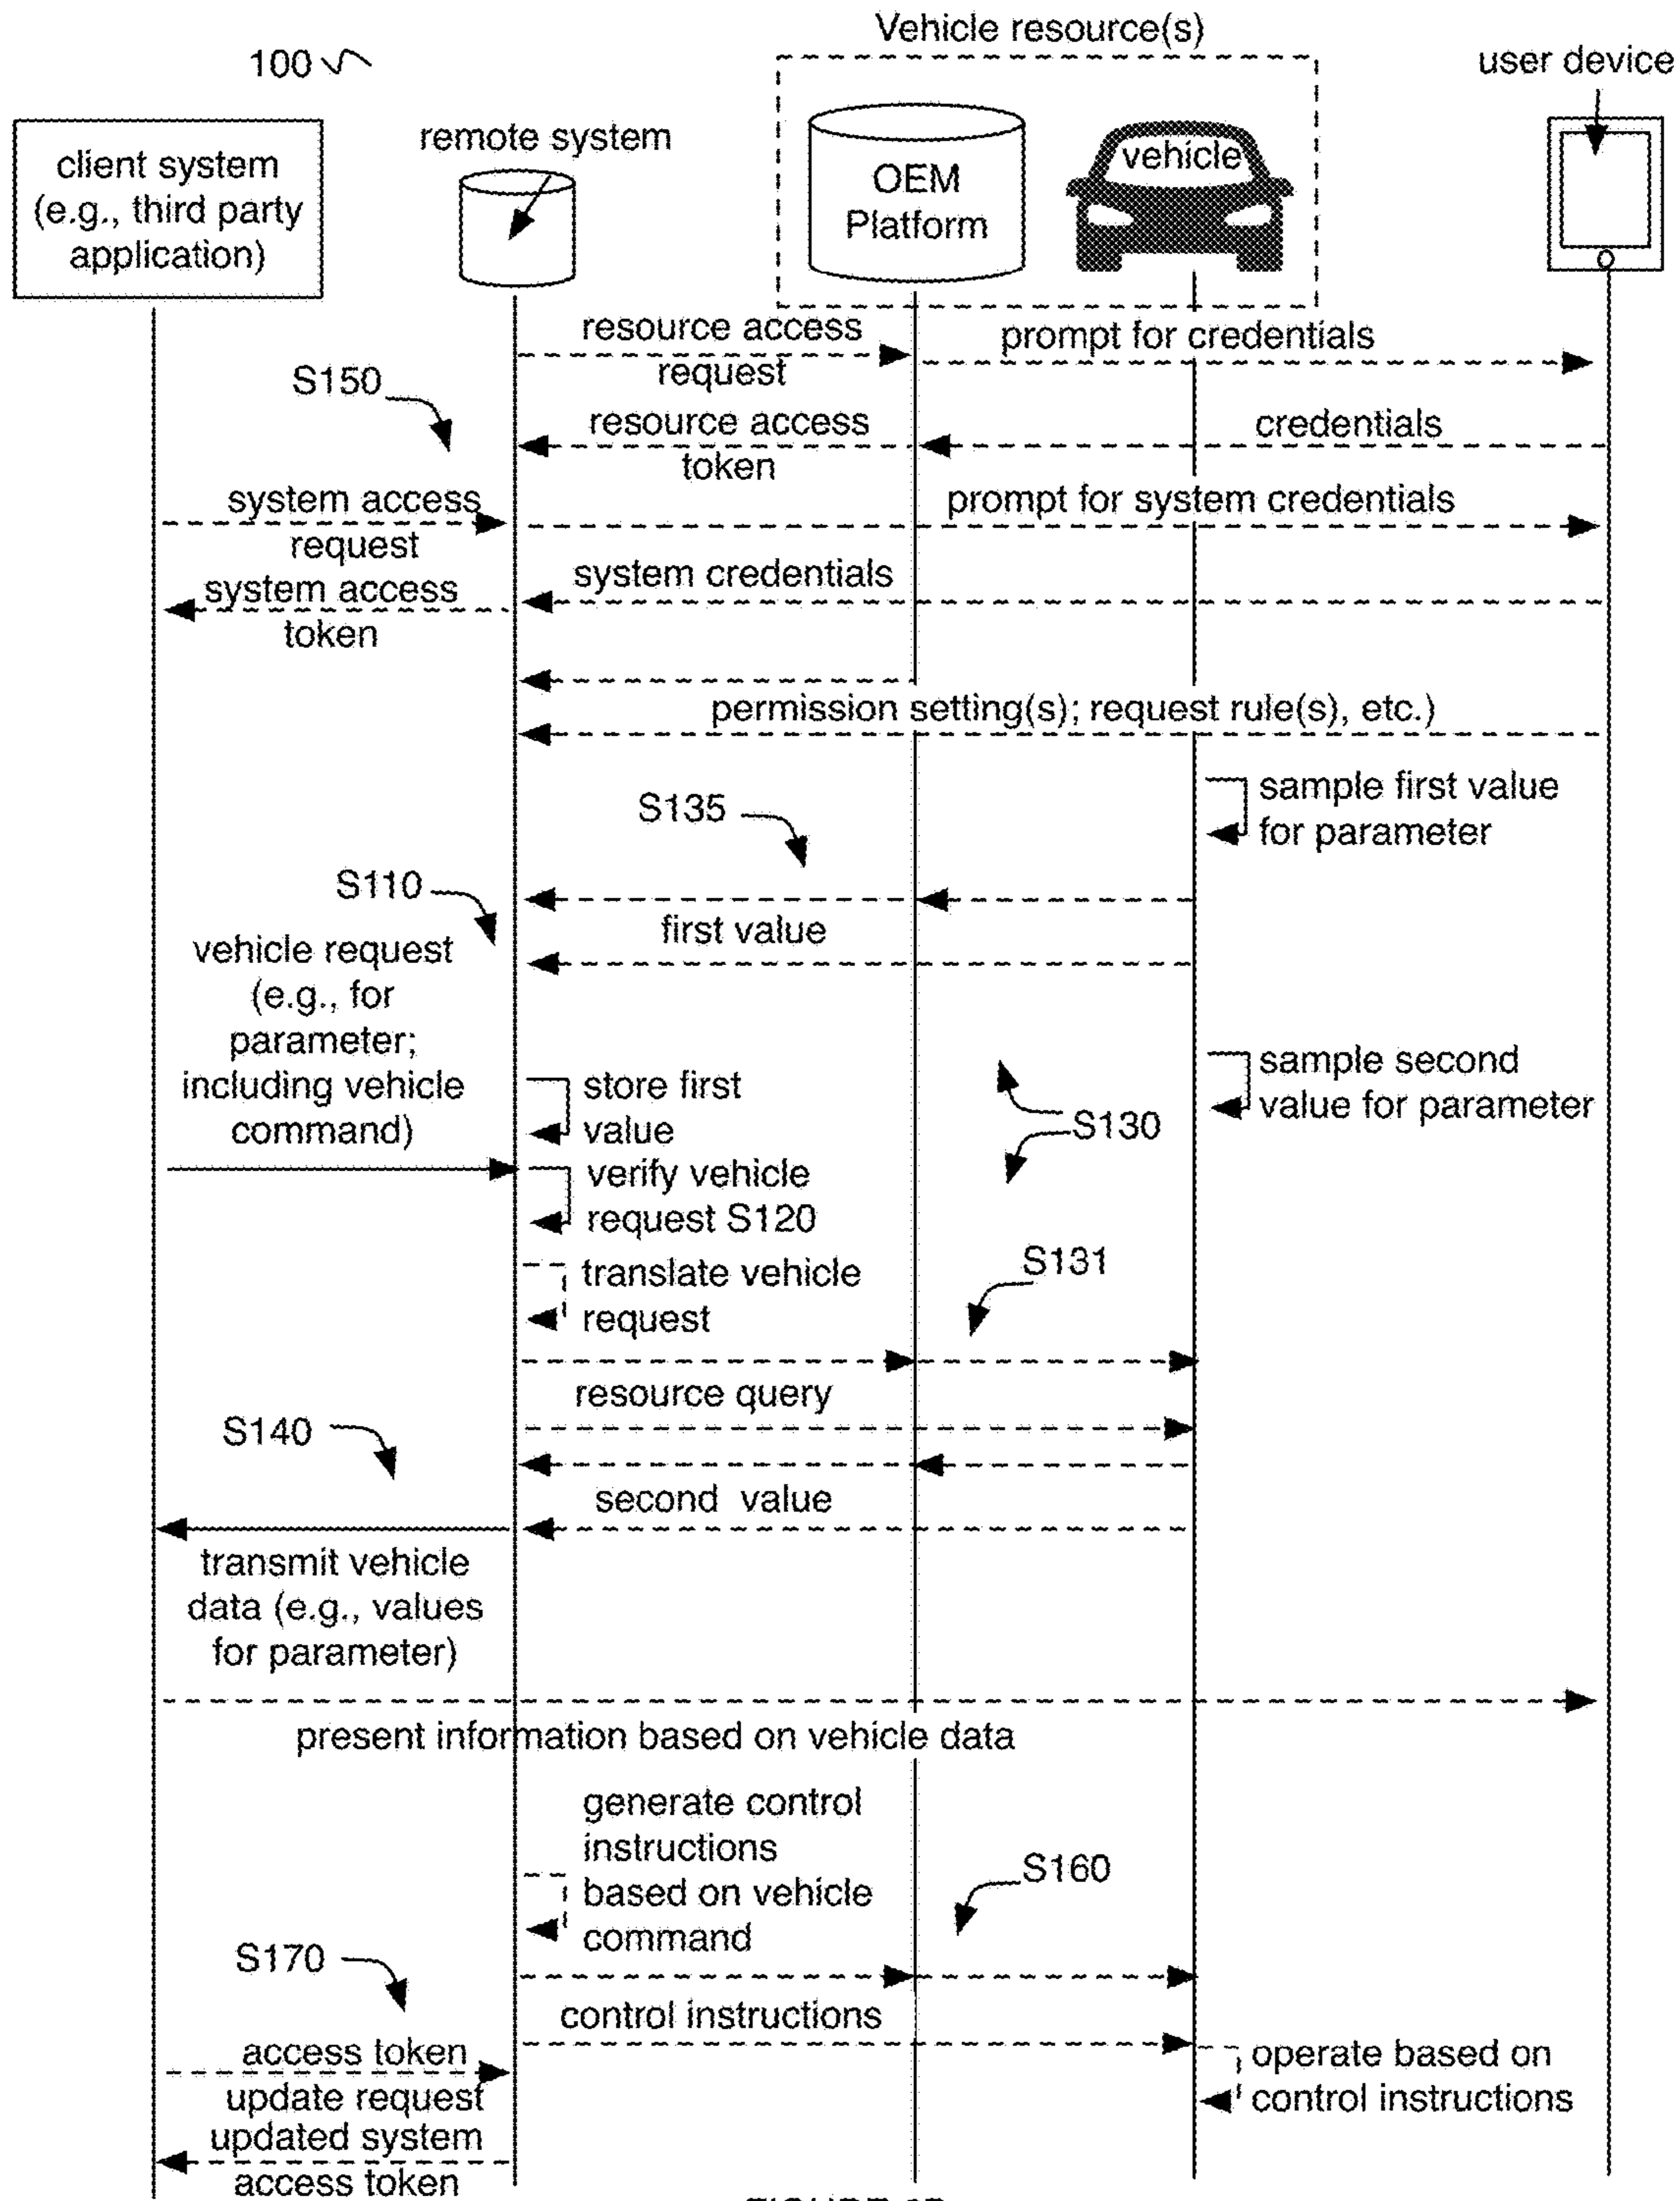 Vehicle resource(s)
100
user device
remote system
client system
(e.g., third party
application)
OEM
Platform
vehicle
resource access
request
prompt for credentials
S150
resource access
token
credentials
system access
request
prompt for system credentials
system credentials
system access
token
permission setting(s); request rule(s), etc.)
sample first value
for parameter
S135
S110
first value
vehicle request
(e.g., for
parameter;
including vehicle
command)
sample second
value for parameter
store first
value
S130
verify vehicle
request S120
translate vehicle
request
S131
resource query
S140
second value
transmit vehicle
data (e.g., values
for parameter)
present information based on vehicle data
generate control
instructions
based on vehicle
command
S160
S170
control instructions
access token
update request
operate based on
control instructions
updated system
access token